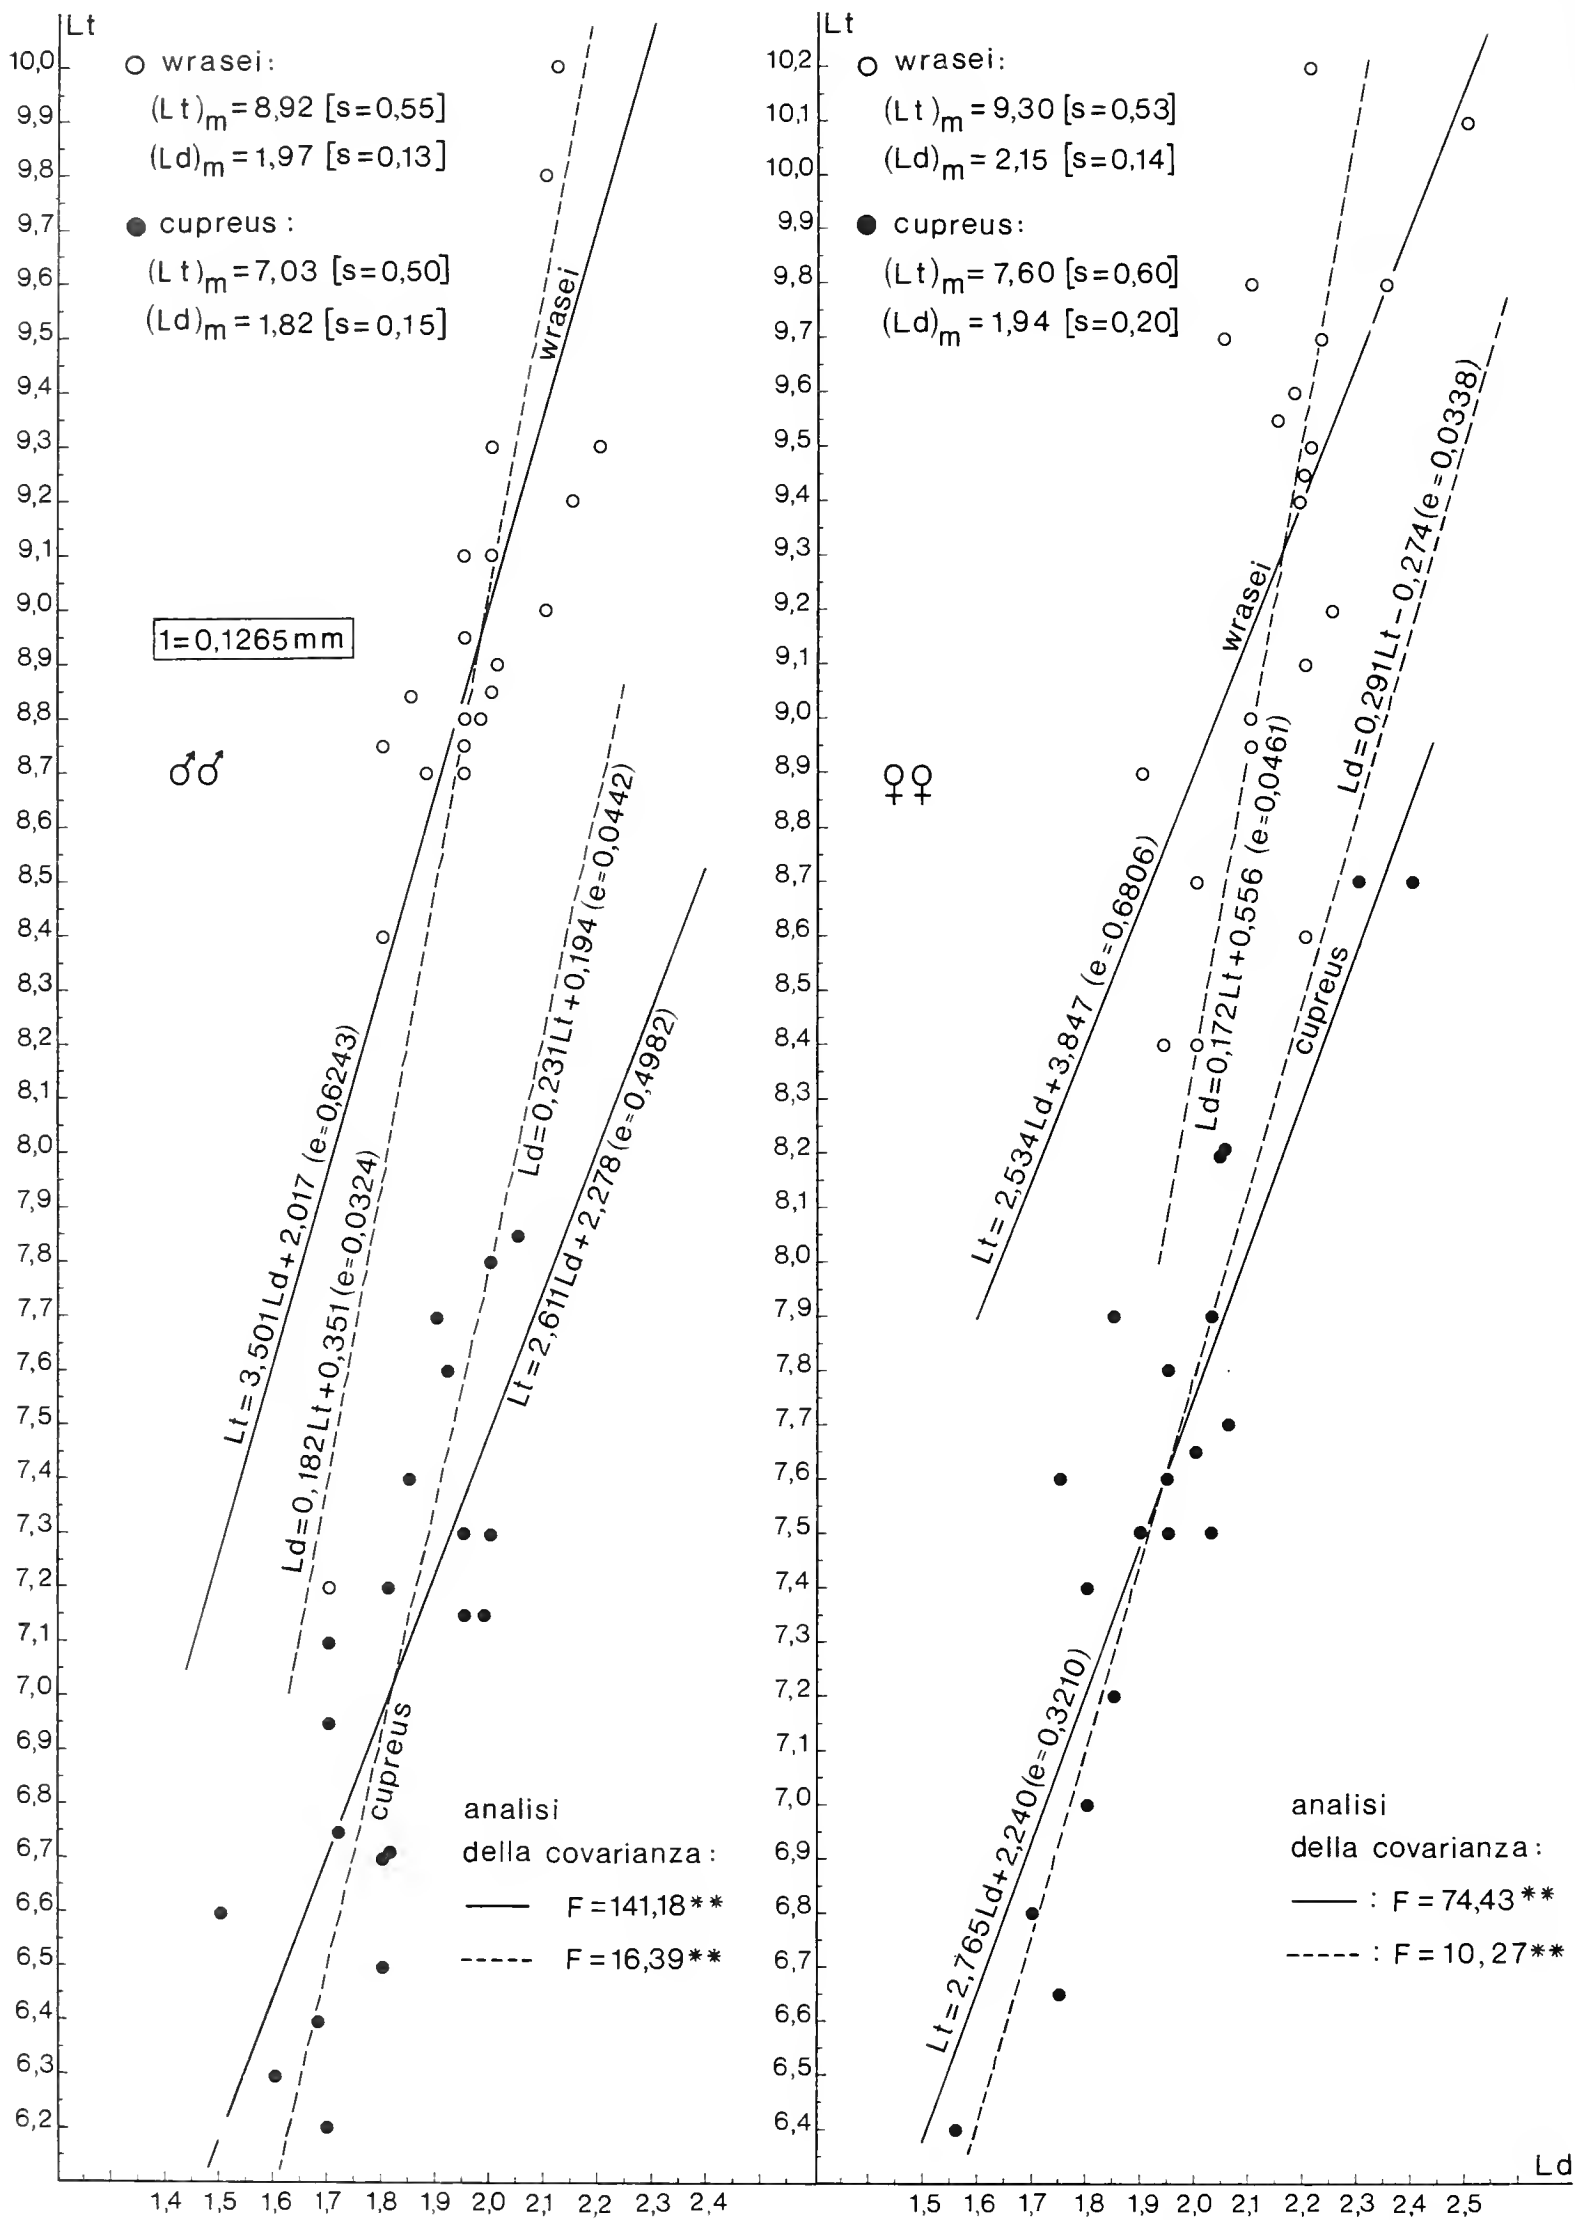 Lt
10,0
9,9
9,8
9,7
9,6
9,5
9,4
9,3
9,2
9,1
9,0
8,9
8,8
8,7
8,6
8,5
8,4
8,3
8,2
8,1
8,0
7,9
7,8
7,7
7,6
7,5
7,4
7,3
7,2
7,1
7,0
6,9
6,8
6,7
6,6
6,5
6,4
6,3
6,2
○ wrasei:
(Lt)m = 8,92 [s=0,55]
(Ld)m = 1,97 [s=0,13]
● cupreus:
(Lt)m = 7,03 [s=0,50]
(Ld)m = 1,82 [s=0,15]
1=0,1265mm
♂♂
wrasei
Lt=3,501Ld+2,017 (e=0,6243)
Ld=0,182Lt+0,351 (e=0,0324)
Ld=0,231Lt+0,194 (e=0,0442)
Lt=2,611Ld+2,278 (e=0,4982)
cupreus
analisi
della covarianza:
F=141,18**
F=16,39**
1,4 1,5 1,6 1,7 1,8 1,9 2,0 2,1 2,2 2,3 2,4
Lt
10,2
10,1
10,0
9,9
9,8
9,7
9,6
9,5
9,4
9,3
9,2
9,1
9,0
8,9
8,8
8,7
8,6
8,5
8,4
8,3
8,2
8,1
8,0
7,9
7,8
7,7
7,6
7,5
7,4
7,3
7,2
7,1
7,0
6,9
6,8
6,7
6,6
6,5
6,4
○ wrasei:
(Lt)m = 9,30 [s=0,53]
(Ld)m = 2,15 [s=0,14]
● cupreus:
(Lt)m = 7,60 [s=0,60]
(Ld)m = 1,94 [s=0,20]
♀♀
wrasei
Lt=2,534Ld+3,847 (e=0,6806)
Ld=0,172Lt+0,556 (e=0,0461)
Ld=0,291Lt-0,274 (e=0,0338)
cupreus
Lt=2,765Ld+2,240 (e=0,3210)
analisi
della covarianza:
: F=74,43**
: F=10,27**
Ld
1,5 1,6 1,7 1,8 1,9 2,0 2,1 2,2 2,3 2,4 2,5